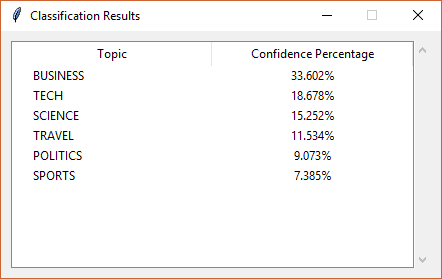 Classification Results
Topic Confidence Percentage
BUSINESS 33.602%
TECH 18.678%
SCIENCE 15.252%
TRAVEL 11.534%
POLITICS 9.073%
SPORTS 7.385%